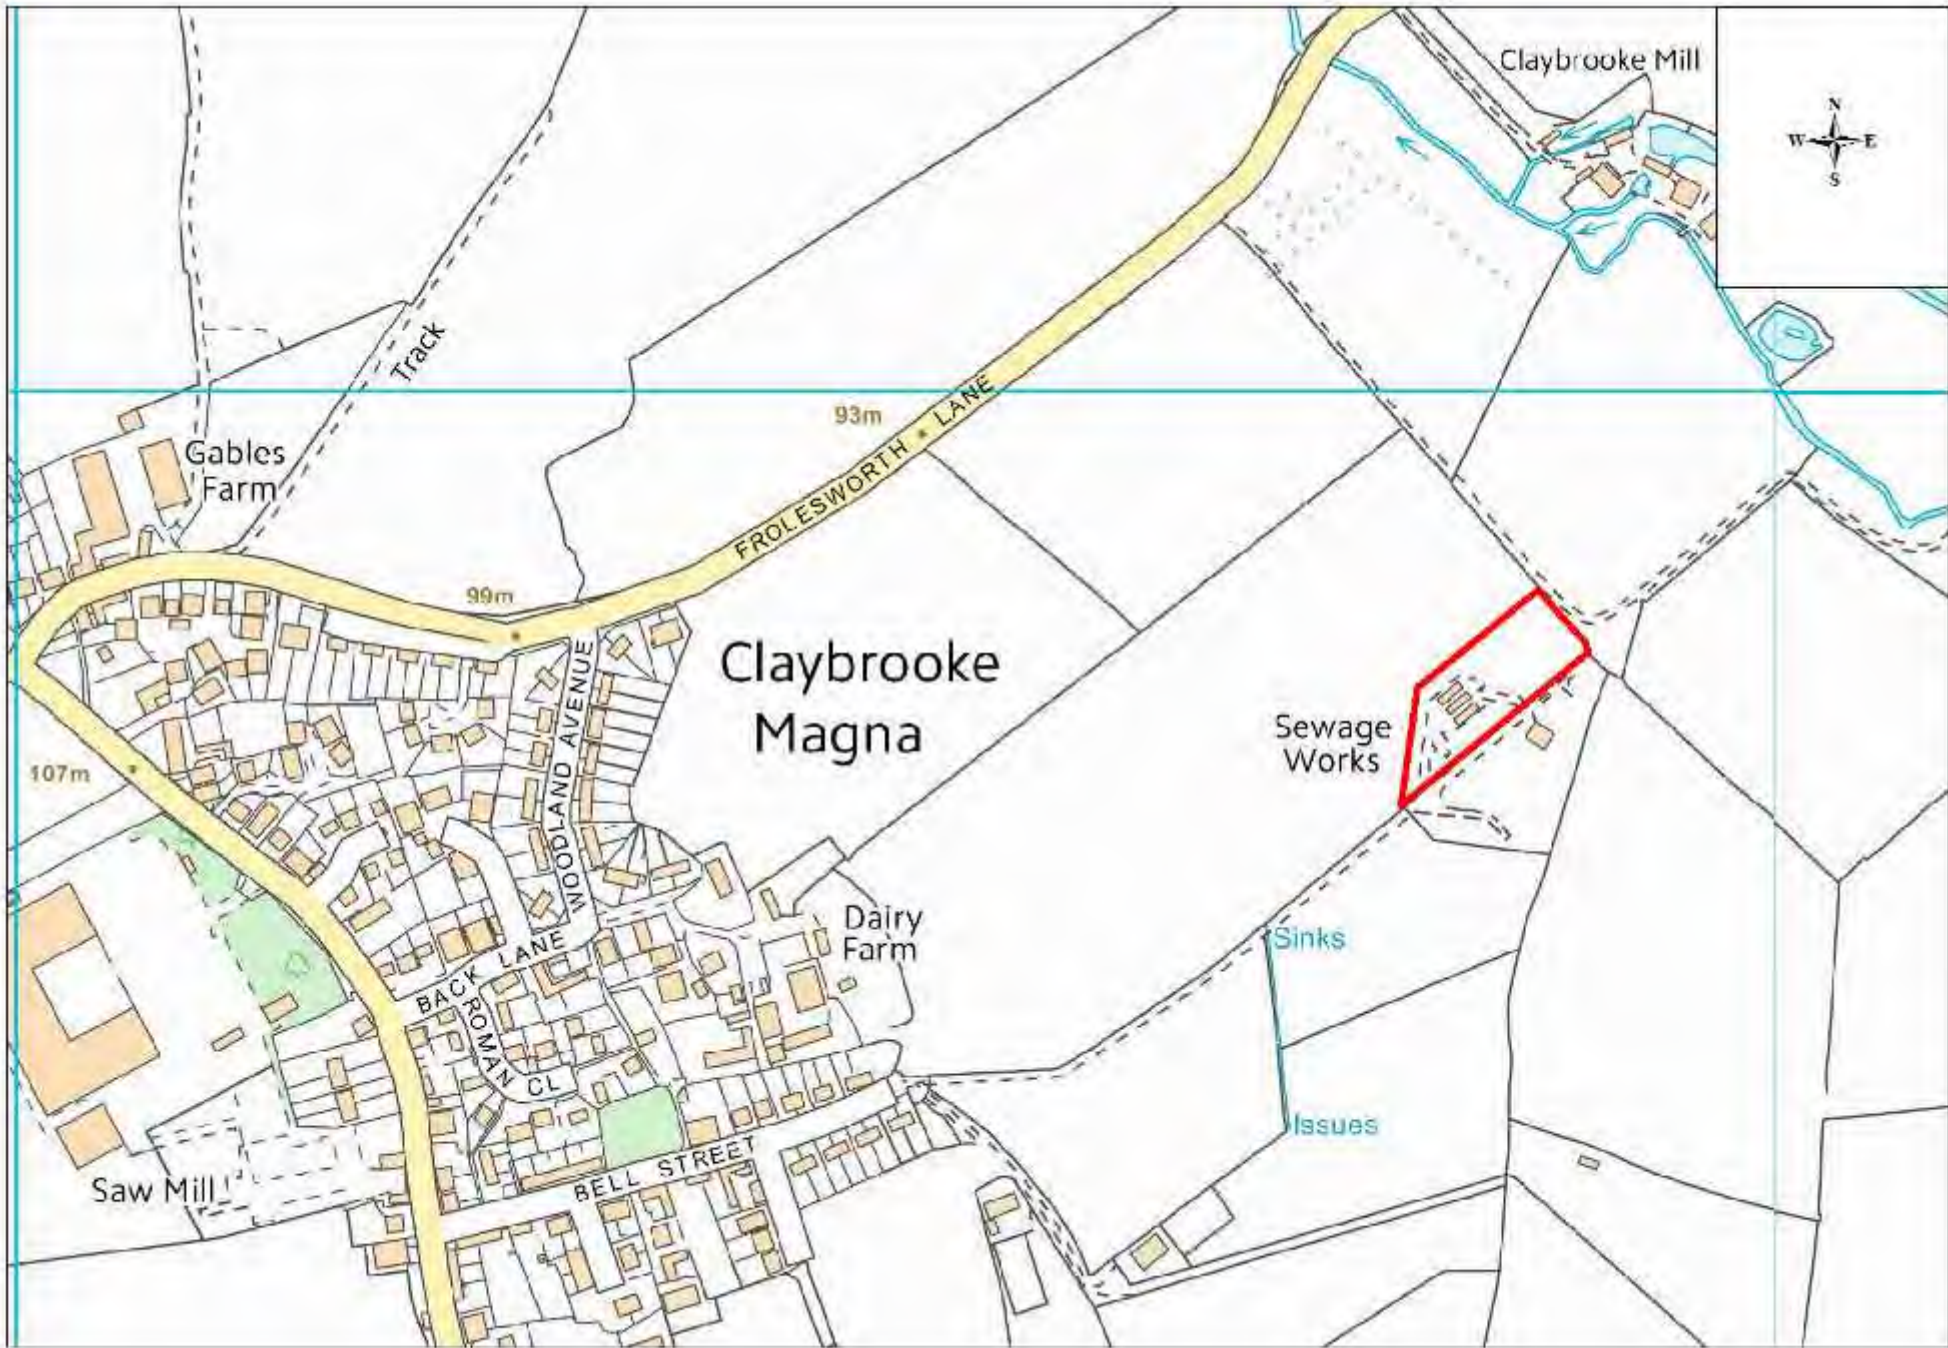 Claybrooke Mill
N
W E
S
Track
93m
FROLESWORTH LANE
Gables
Farm
99m
Claybrooke
Magna
WOODLAND AVENUE
Sewage
Works
107m
Dairy
Farm
Sinks
BACK LANE
ROMAN CL
Issues
BELL STREET
Saw Mill